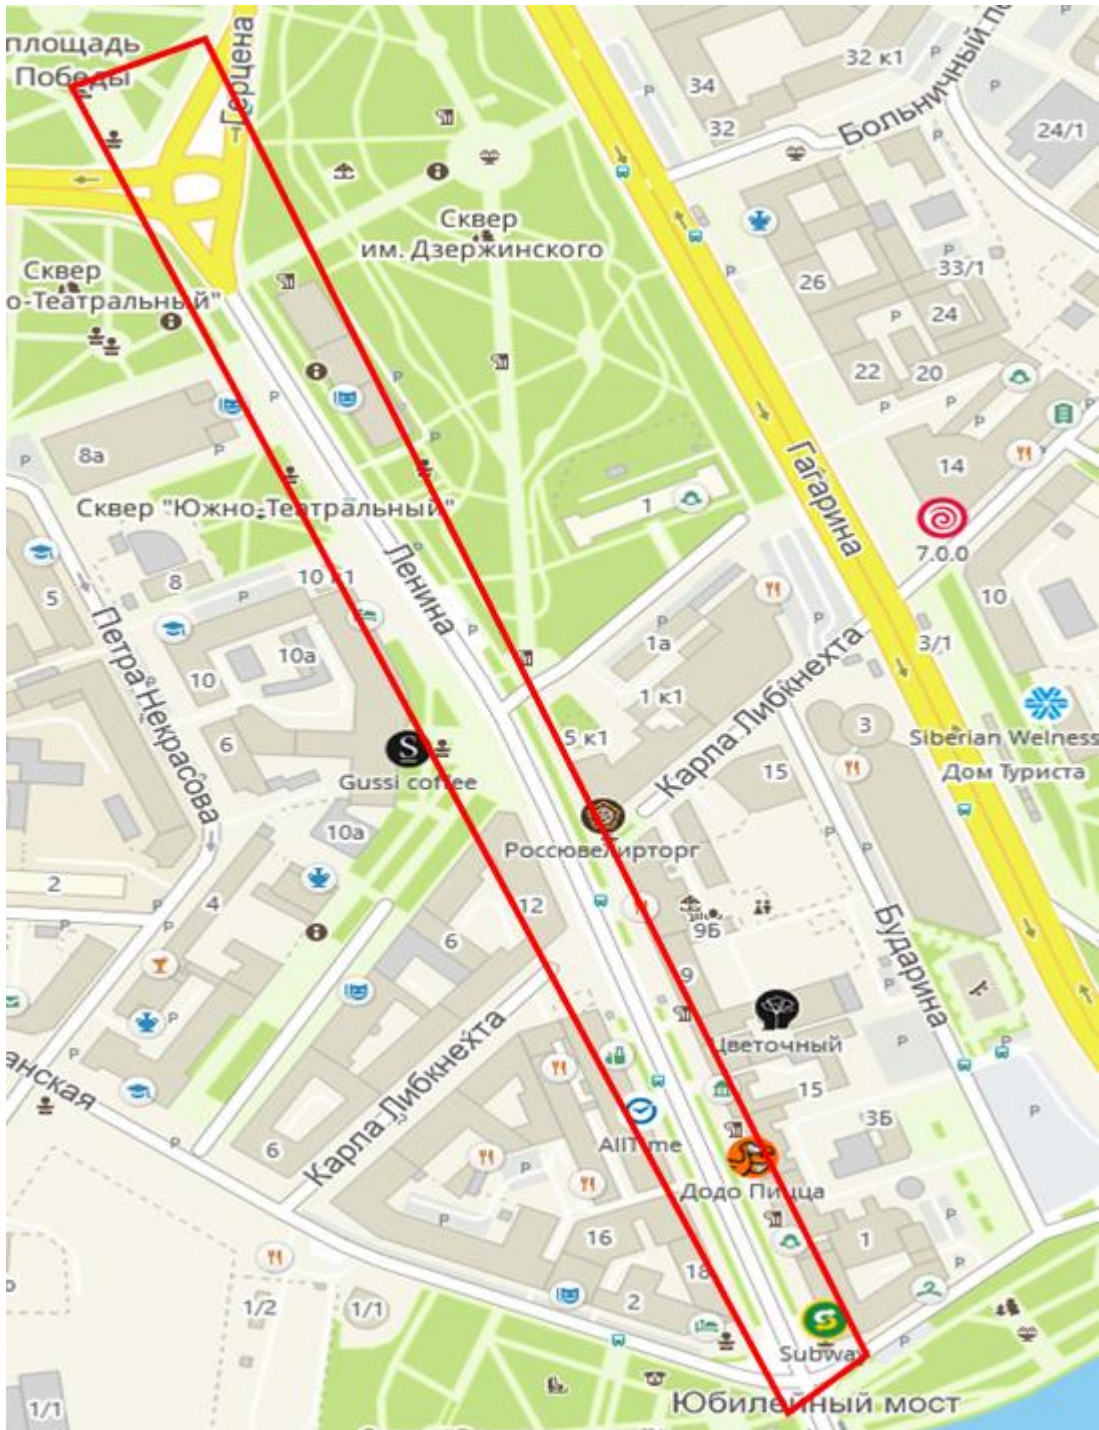 площадь
Победы
Герцена
32 к1
34
32
Больничный
24/1
Сквер
им. Дзержинского
Сквер
о-Театральный"
33/1
26
24
22
20
8а
14
Сквер "Южно-Театральный"
1
Гагарина
7.0.0
Ленина
10 к1
8
5
10
3/1
Петра Некрасова
10а
10
1а
1 к1
Карла Либкнехта
6
5 к1
3
Siberian Welness
Gussi coffee
15
Дом Туриста
10а
Россювелирторг
2
4
12
9Б
Бударина
6
9
анская
Карла Либкнехта
Цветочный
15
AllTime
3Б
6
Додо Пицца
16
1
18
2
1/2
1/1
Subway
Юбилейный мост
1/1